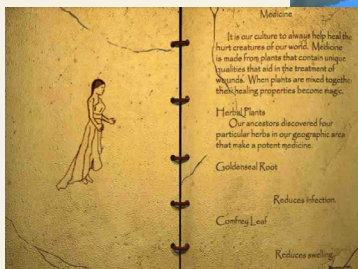 Medicine
It is our culture to always help heal the
hurt creatures of our world. Medicine
is made from plants that contain unique
qualities that aid in the treatment of
wounds. When plants are mixed together
their healing properties become magic.
Herbal Plants
Our ancestors discovered four
particular herbs in our geographic area
that make a potent medicine.
Goldenseal Root
Reduces infection.
Comfrey Leaf
Reduces swelling.